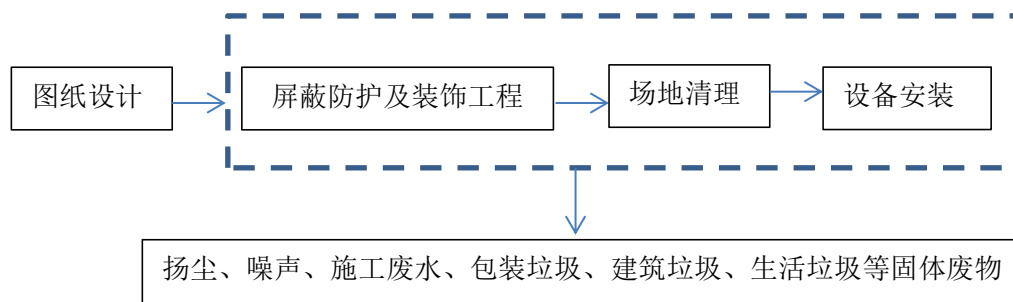 图纸设计
屏蔽防护及装饰工程
场地清理
设备安装
扬尘、噪声、施工废水、包装垃圾、建筑垃圾、生活垃圾等固体废物